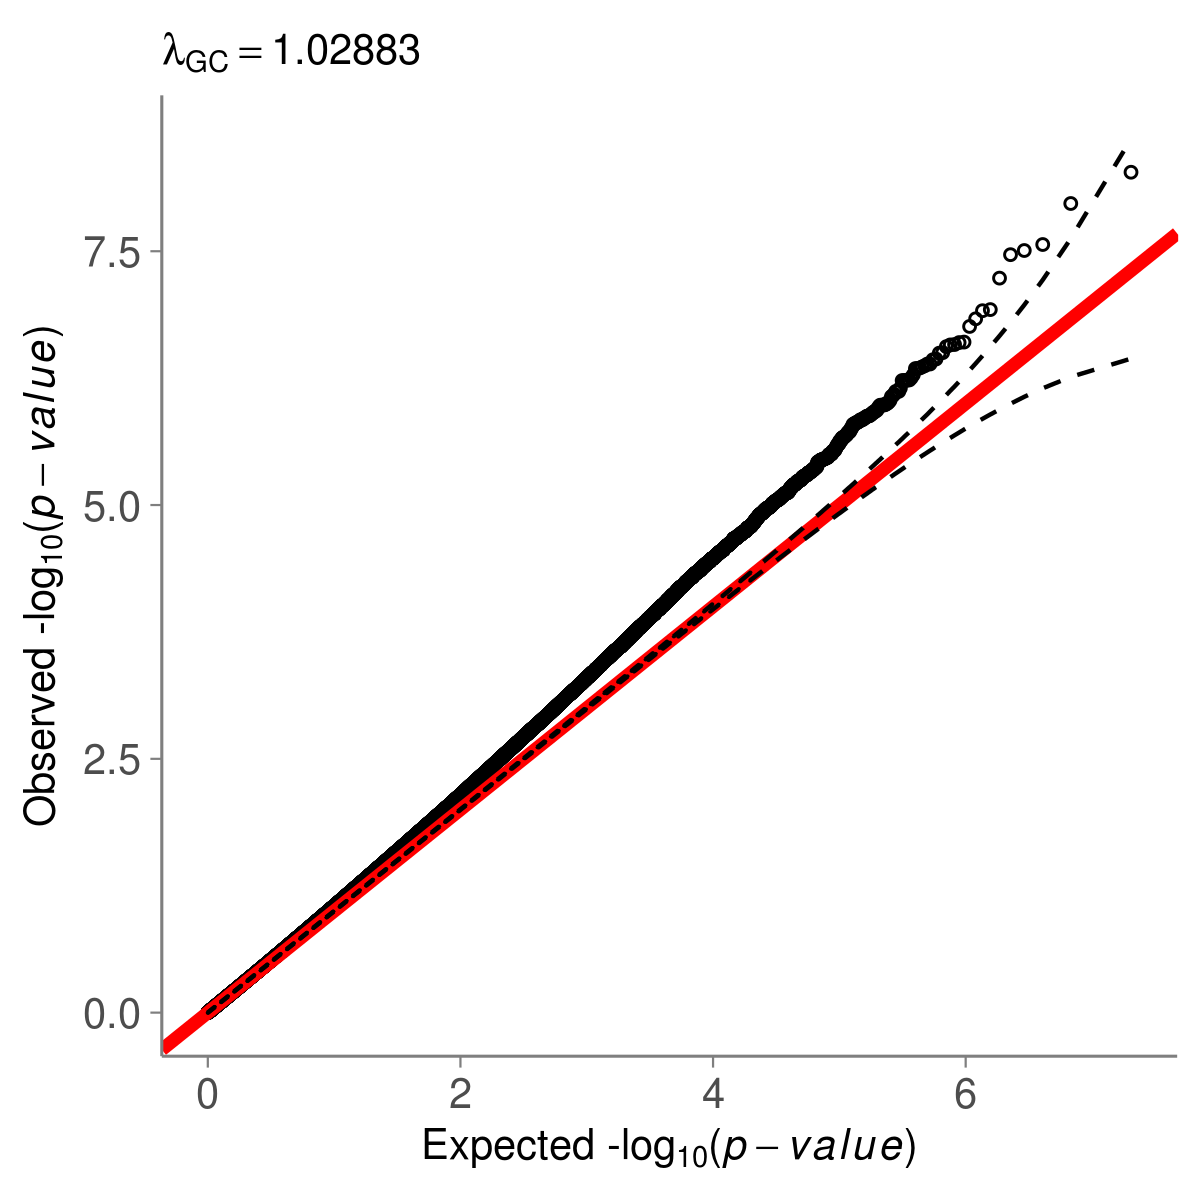 λGC = 1.02883
7.5
5.0
2.5
0.0
Observed -log10(p − value)
0 2 4 6
Expected -log10(p − value)